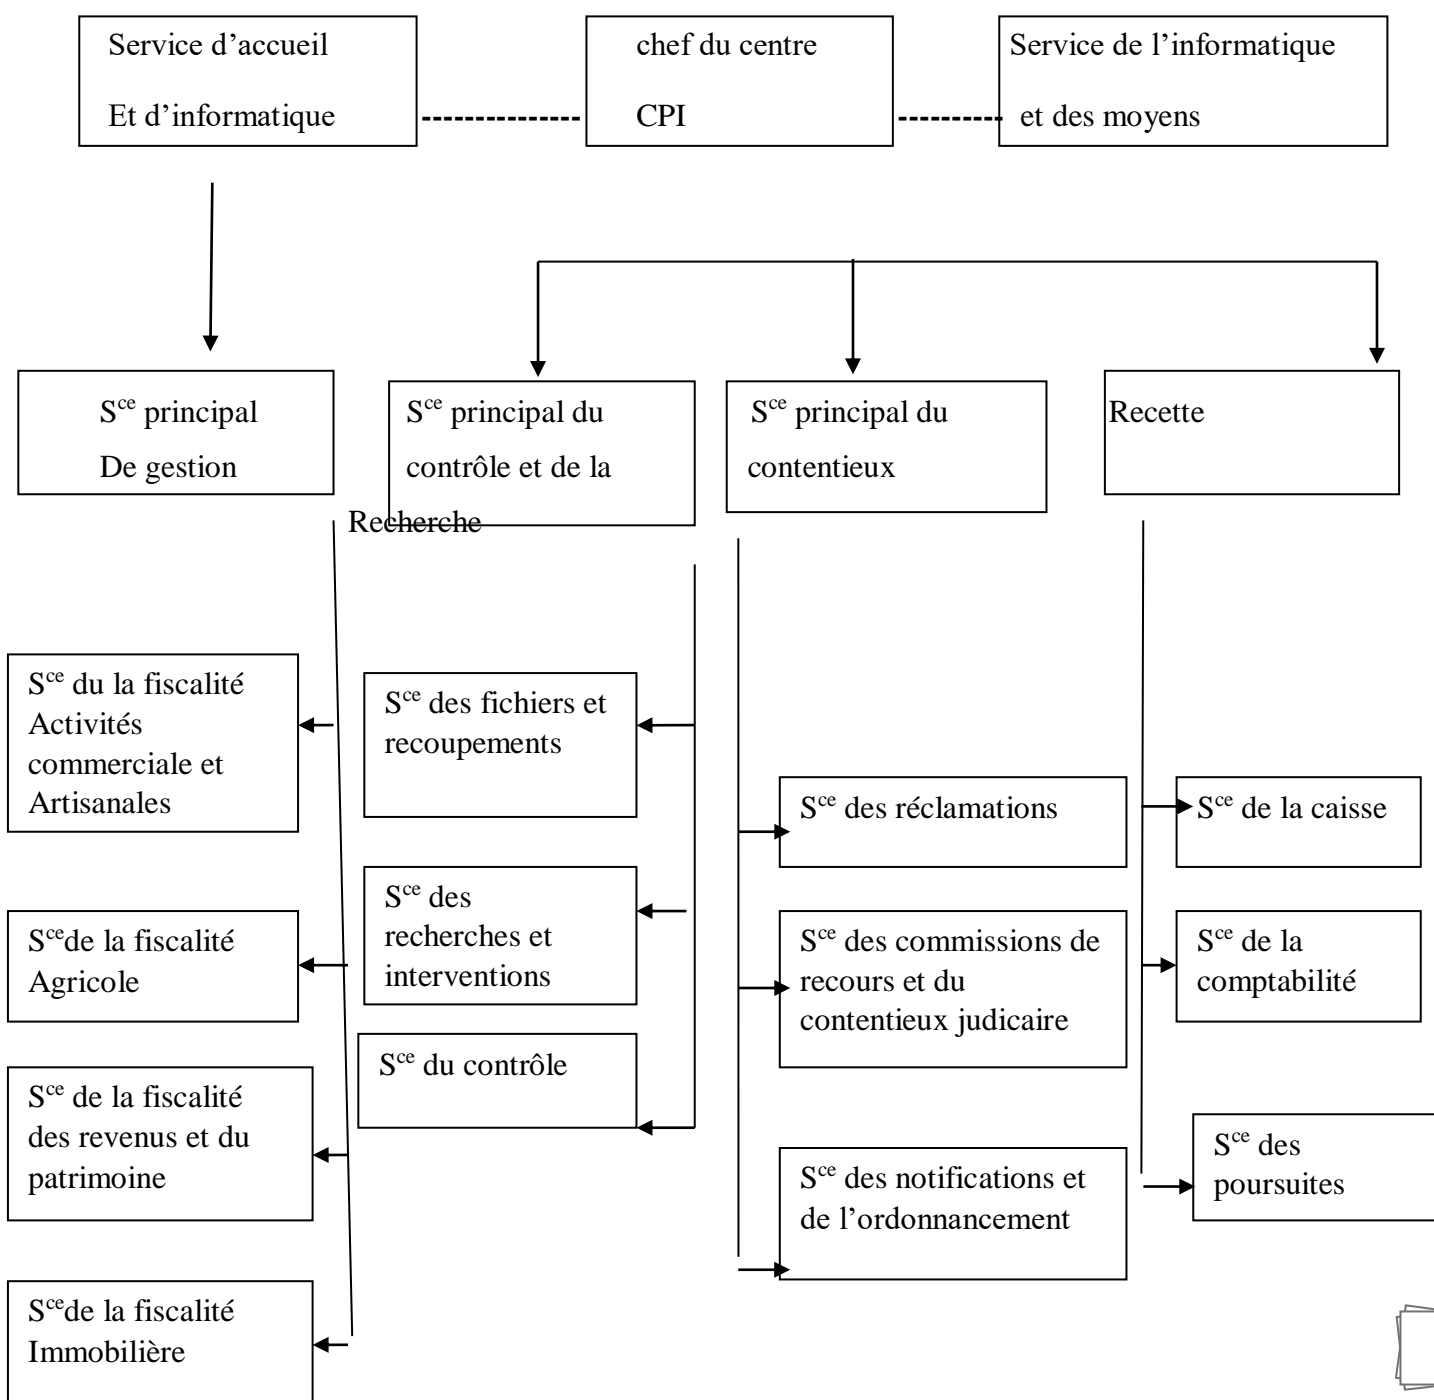 Service d’accueil
Et d’informatique
chef du centre
CPI
Service de l’informatique
et des moyens
Sce principal
De gestion
Sce principal du
contrôle et de la
Recherche
Sce principal du
contentieux
Recette
Sce du la fiscalité
Activités
commerciale et
Artisanales
Sce de la fiscalité
Agricole
Sce de la fiscalité
des revenus et du
patrimoine
Sce de la fiscalité
Immobilière
Sce des fichiers et
recoupements
Sce des
recherches et
interventions
Sce du contrôle
Sce des réclamations
Sce des commissions de
recours et du
contentieux judicaire
Sce des notifications et
de l’ordonnancement
Sce de la caisse
Sce de la
comptabilité
Sce des
poursuites